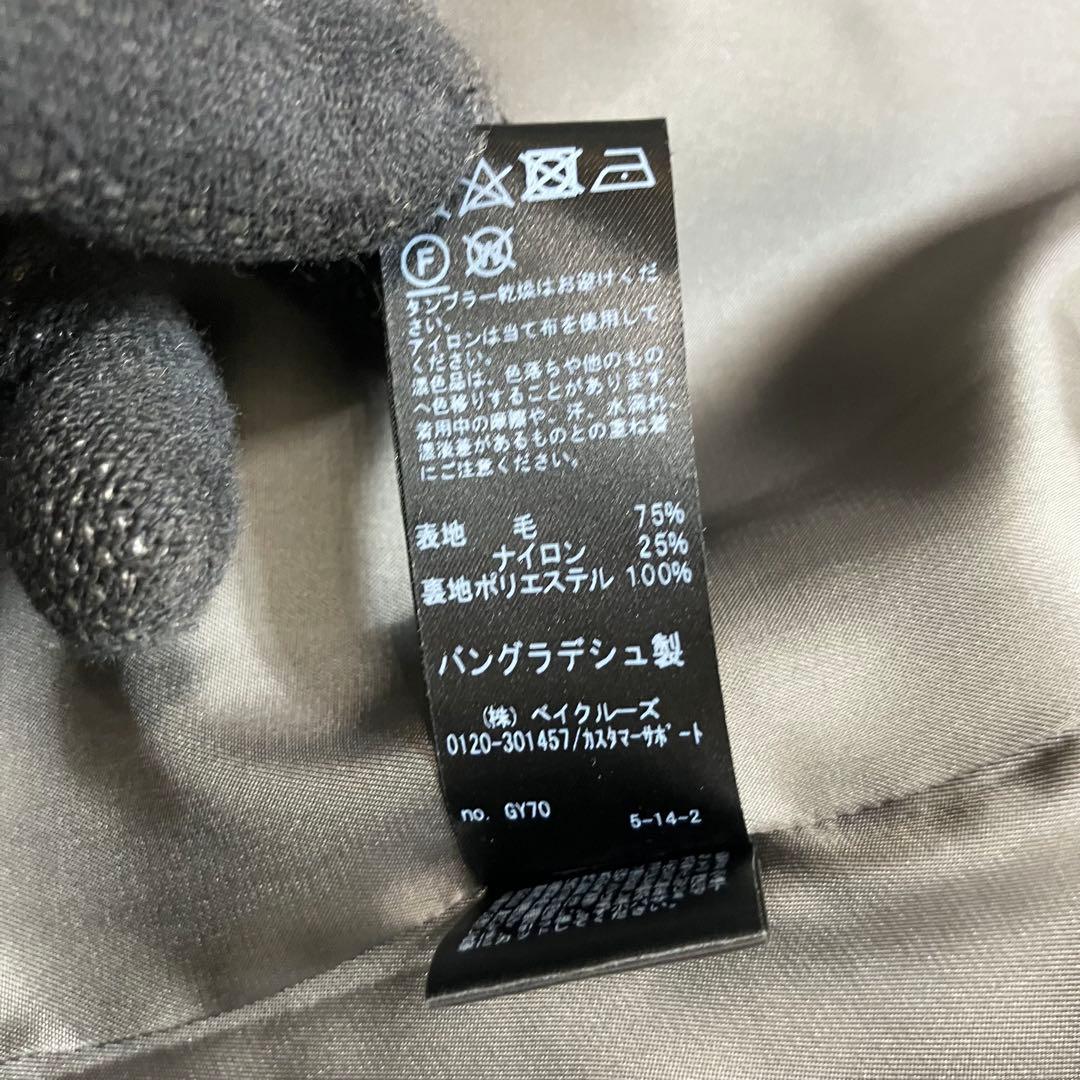 F W
タンブラー乾燥はお避けくだ
さい。
アイロンは当て布を使用して
ください。
濃色品は、色落ちや他のもの
へ色移りすることがあります。
着用中の摩擦や、汗、水濡れ、
濃淡差があるものとの重ね着
にご注意ください。
表地 毛 75%
ナイロン 25%
裏地ポリエステル 100%
バングラデシュ製
(株) ベイクルーズ
0120-301457/ｶｽﾀﾏｰｻﾎﾟｰﾄ
no. GY70 5-14-2